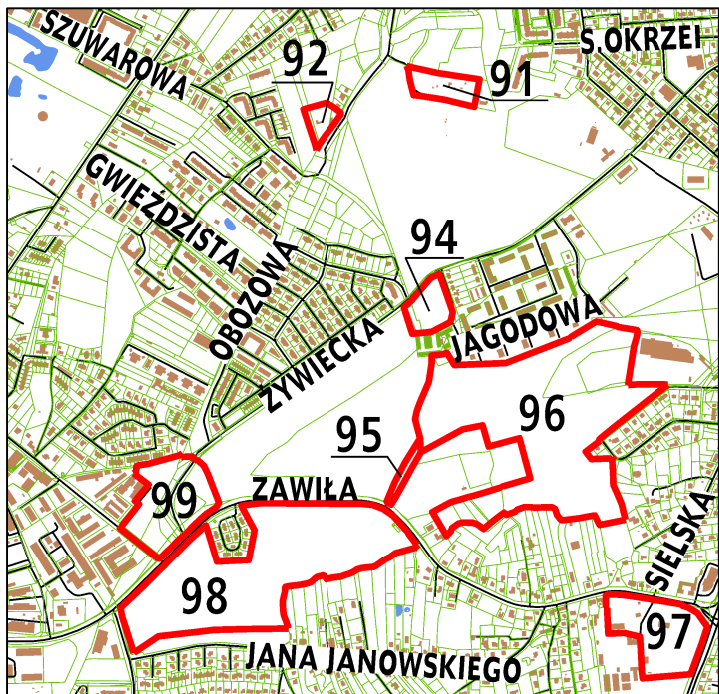 SZUWAROWA
92
91
S.OKRZEI
GWIEŹDZISTA
OBOZOWA
94
ŻYWIECKA
JAGODOWA
95
96
99
ZAWIŁA
98
SIELSKA
97
JANA JANOWSKIEGO